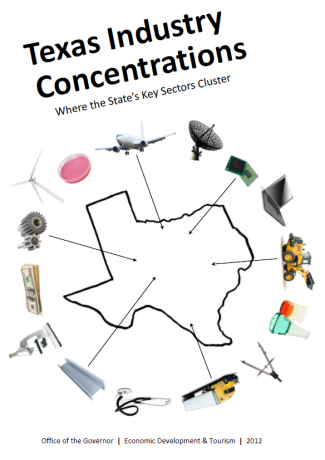 Texas Industry
Concentrations
Where the State's Key Sectors Cluster
Office of the Governor | Economic Development & Tourism | 2012